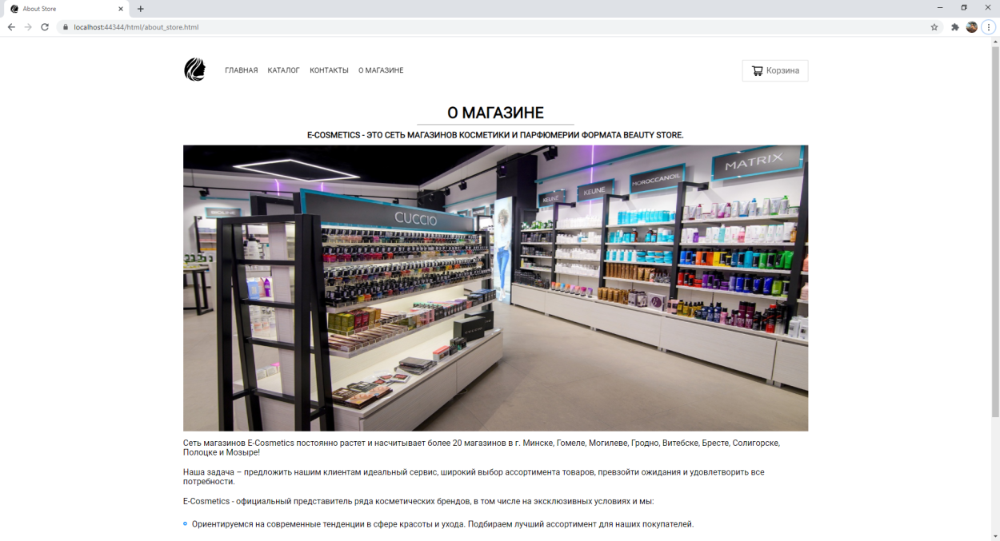 About Store
localhost:44344/html/about_store.html
ГЛАВНАЯ КАТАЛОГ КОНТАКТЫ О МАГАЗИНЕ
Корзина
О МАГАЗИНЕ
E-COSMETICS - ЭТО СЕТЬ МАГАЗИНОВ КОСМЕТИКИ И ПАРФЮМЕРИИ ФОРМАТА BEAUTY STORE.
MATRIX
MOROCCANOIL
KEUNE
KEUNE
CUCCIO
Сеть магазинов E-Cosmetics постоянно растет и насчитывает более 20 магазинов в г. Минске, Гомеле, Могилеве, Гродно, Витебске, Бресте, Солигорске,
Полоцке и Мозыре!
Наша задача – предложить нашим клиентам идеальный сервис, широкий выбор ассортимента товаров, превзойти ожидания и удовлетворить все
потребности.
E-Cosmetics - официальный представитель ряда косметических брендов, в том числе на эксклюзивных условиях и мы:
Ориентируемся на современные тенденции в сфере красоты и ухода. Подбираем лучший ассортимент для наших покупателей.